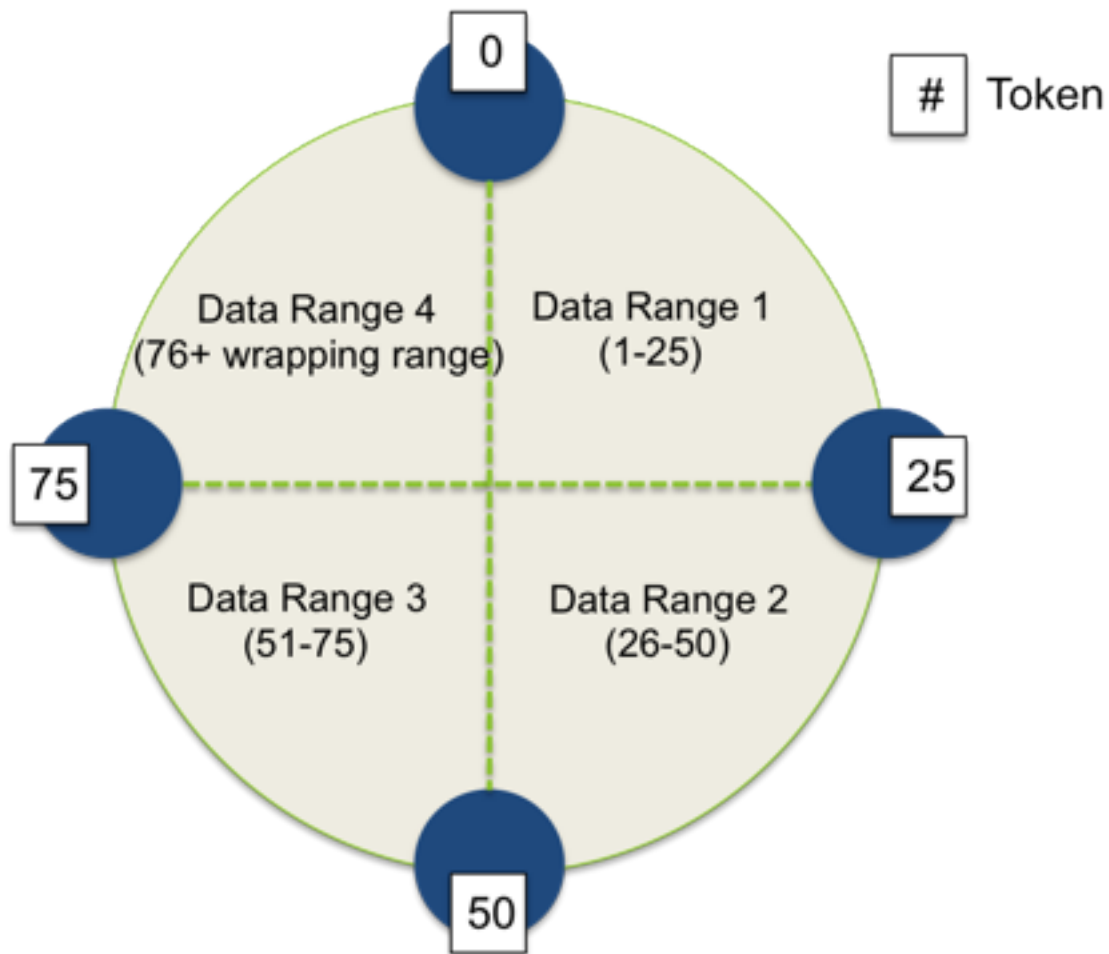 0
# Token
Data Range 4
(76+ wrapping range)
Data Range 1
(1-25)
75
25
Data Range 3
(51-75)
Data Range 2
(26-50)
50